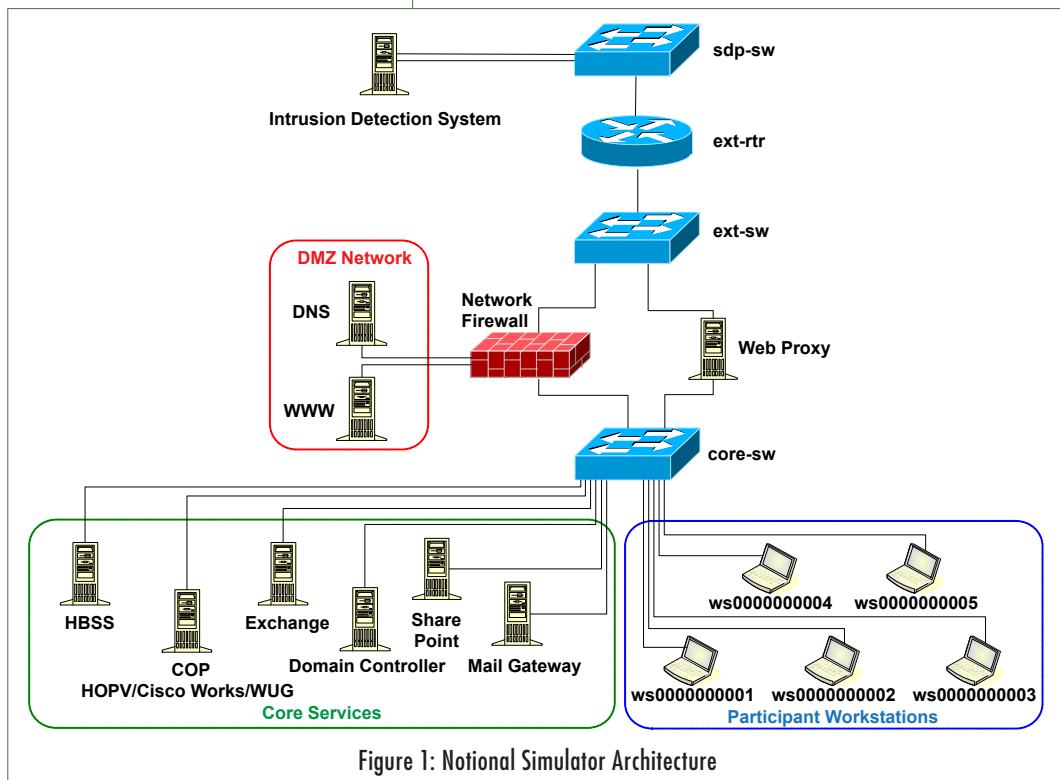 sdp-sw
Intrusion Detection System
ext-rtr
ext-sw
DMZ Network
DNS
Network
Firewall
Web Proxy
WWW
core-sw
HBSS
COP
HOPV/Cisco Works/WUG
Exchange
Domain Controller
Share
Point
Mail Gateway
Core Services
ws0000000004
ws0000000005
ws0000000001
ws0000000002
ws0000000003
Participant Workstations
Figure 1: Notional Simulator Architecture